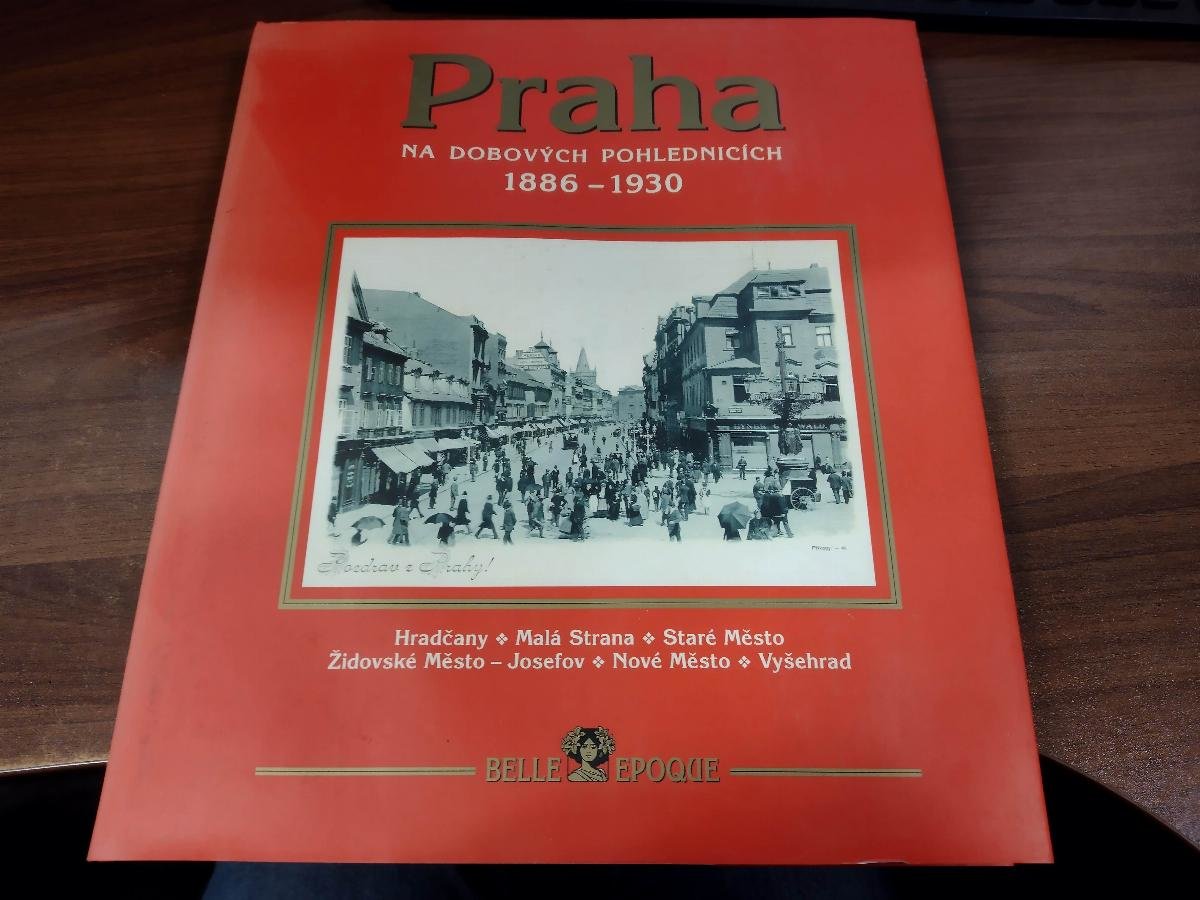 Praha
NA DOBOVÝCH POHLEDNICÍCH
1886 – 1930
Pozdrav z Prahy!
Hradčany ❖ Malá Strana ❖ Staré Město
Židovské Město – Josefov ❖ Nové Město ❖ Vyšehrad
BELLE EPOQUE